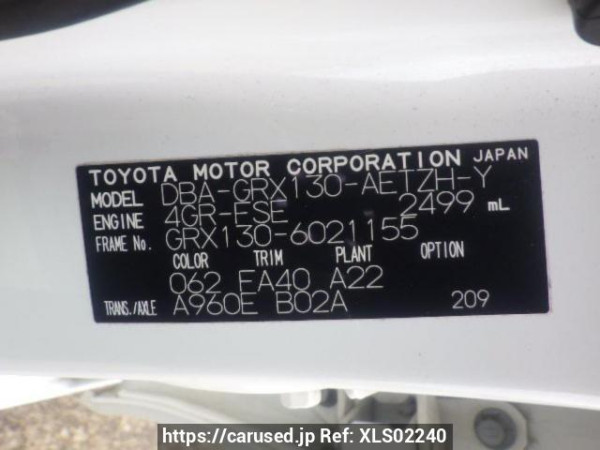 TOYOTA MOTOR CORPORATION JAPAN
MODEL DBA-GRX130-AETZH-Y
ENGINE 4GR-FSE 2499 mL
FRAME No. GRX130-6021155
COLOR TRIM PLANT OPTION
062 FA40 A22
TRANS./AXLE A960E B02A 209
https://carused.jp Ref: XLS02240